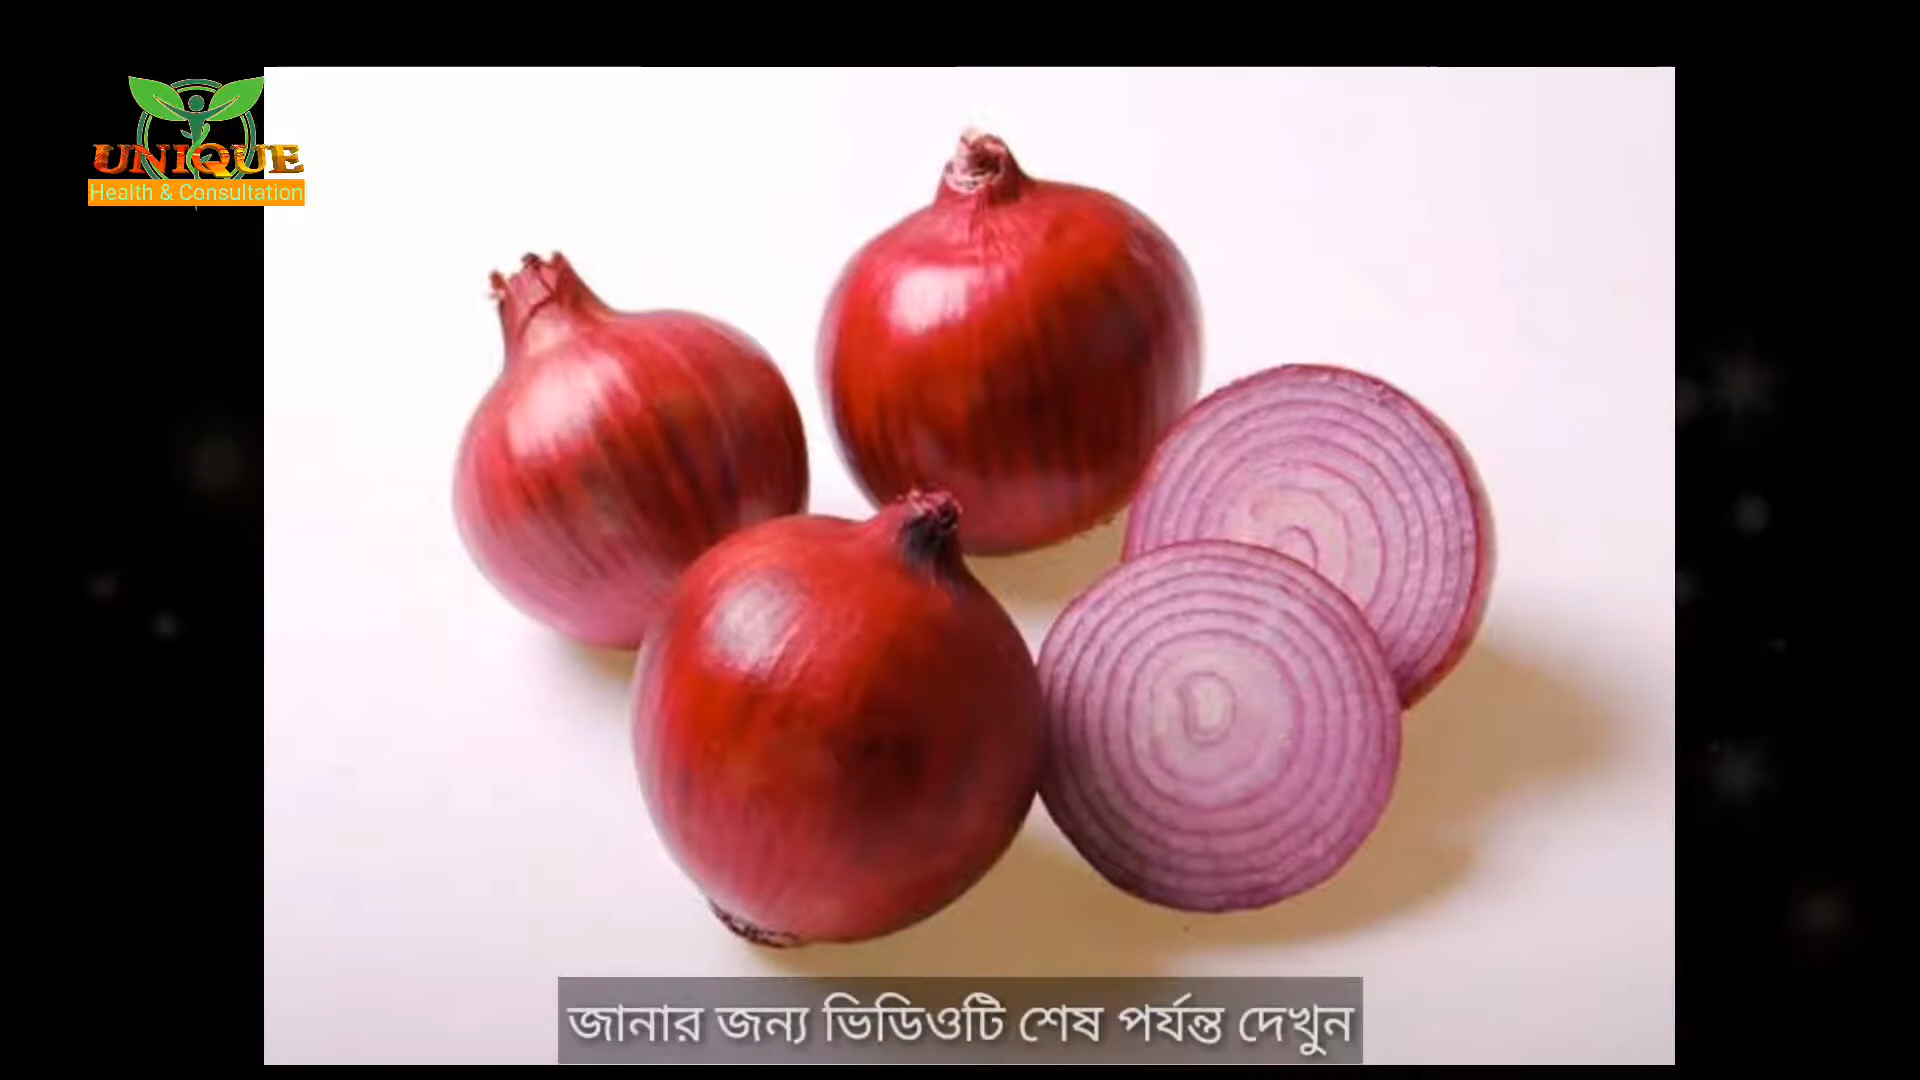 UNIQUE
Health & Consultation
জানার জন্য ভিডিওটি শেষ পর্যন্ত দেখুন